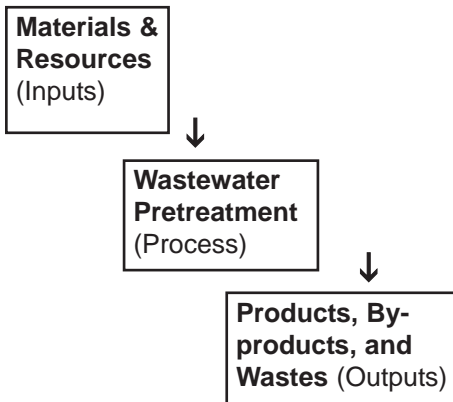 Materials &
Resources
(Inputs)
Wastewater
Pretreatment
(Process)
Products, By-
products, and
Wastes (Outputs)